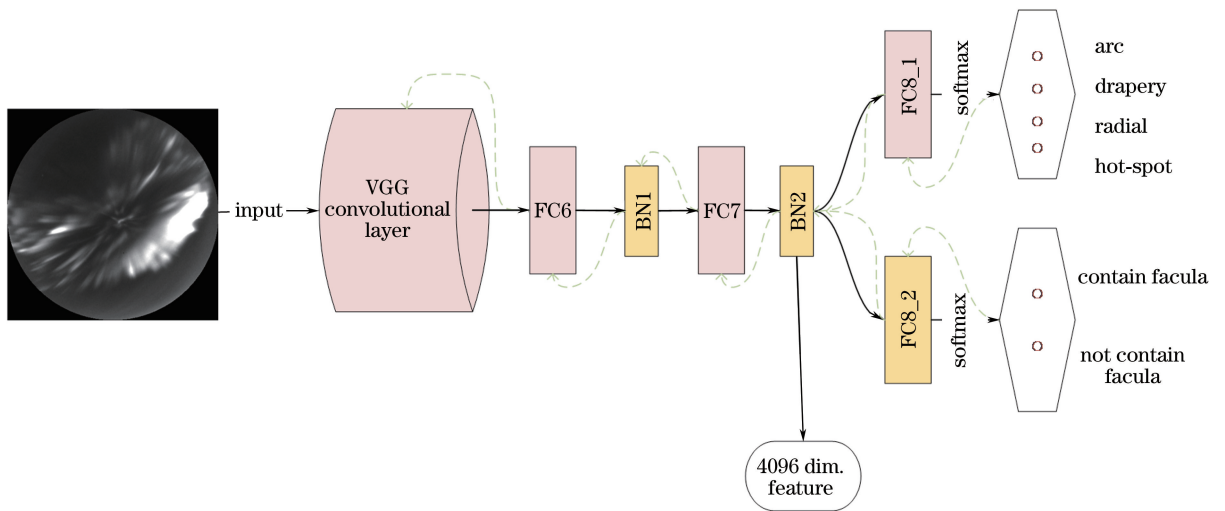 input
VGG
convolutional
layer
FC6
BN1
FC7
BN2
4096 dim.
feature
FC8_1
softmax
arc
drapery
radial
hot-spot
FC8_2
softmax
contain facula
not contain
facula